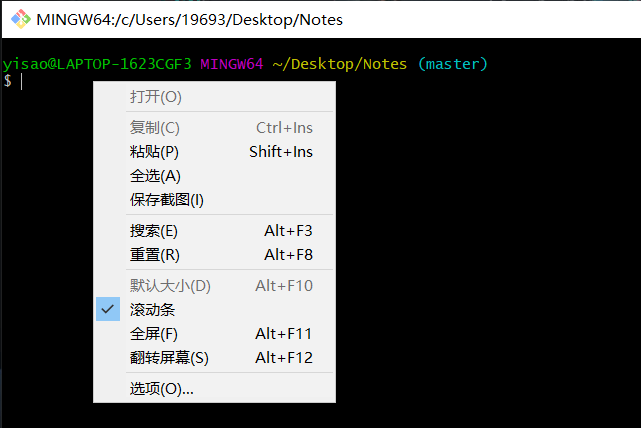 MINGW64:/c/Users/19693/Desktop/Notes
yisao@LAPTOP-1623CGF3 MINGW64 ~/Desktop/Notes (master)
$
打开(O)
复制(C) Ctrl+Ins
粘贴(P) Shift+Ins
全选(A)
保存截图(I)
搜索(E) Alt+F3
重置(R) Alt+F8
默认大小(D) Alt+F10
滚动条
全屏(F) Alt+F11
翻转屏幕(S) Alt+F12
选项(O)...